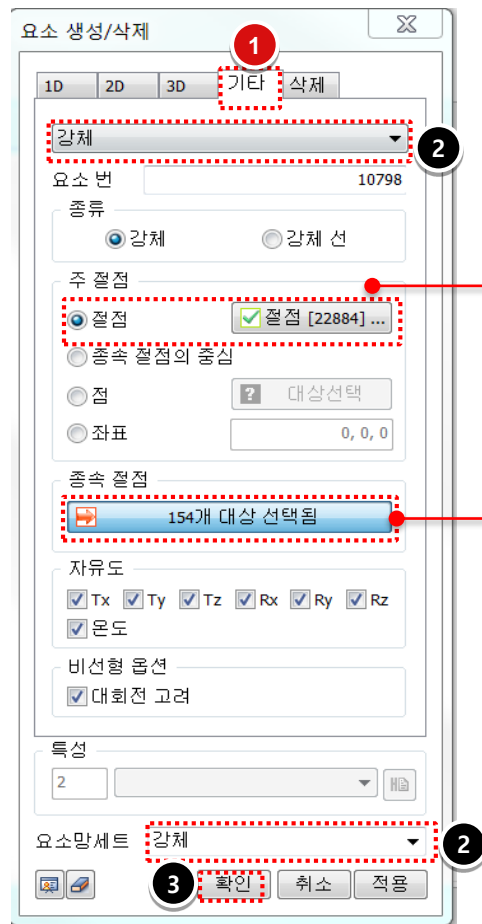 요소 생성/삭제
1
1D 2D 3D 기타 삭제
강체
2
요소 번 10798
종류
강체 강체 선
주 절점
절점 절점 [22884] ...
종속 절점의 중심
점 ? 대상선택
좌표 0, 0, 0
종속 절점
154개 대상 선택됨
자유도
Tx Ty Tz Rx Ry Rz
온도
비선형 옵션
대회전 고려
특성
2
요소망세트 강체
2
3 확인 취소 적용